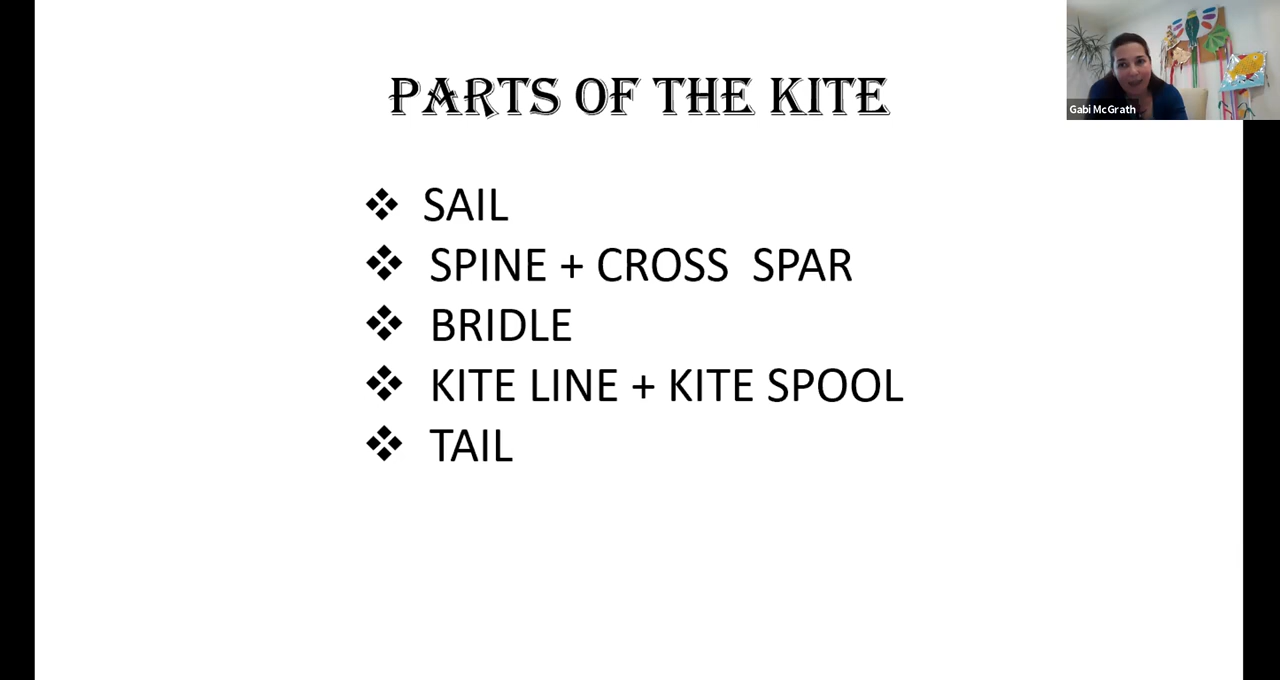 PARTS OF THE KITE
Gabi McGrath
❖ SAIL
❖ SPINE + CROSS SPAR
❖ BRIDLE
❖ KITE LINE + KITE SPOOL
❖ TAIL